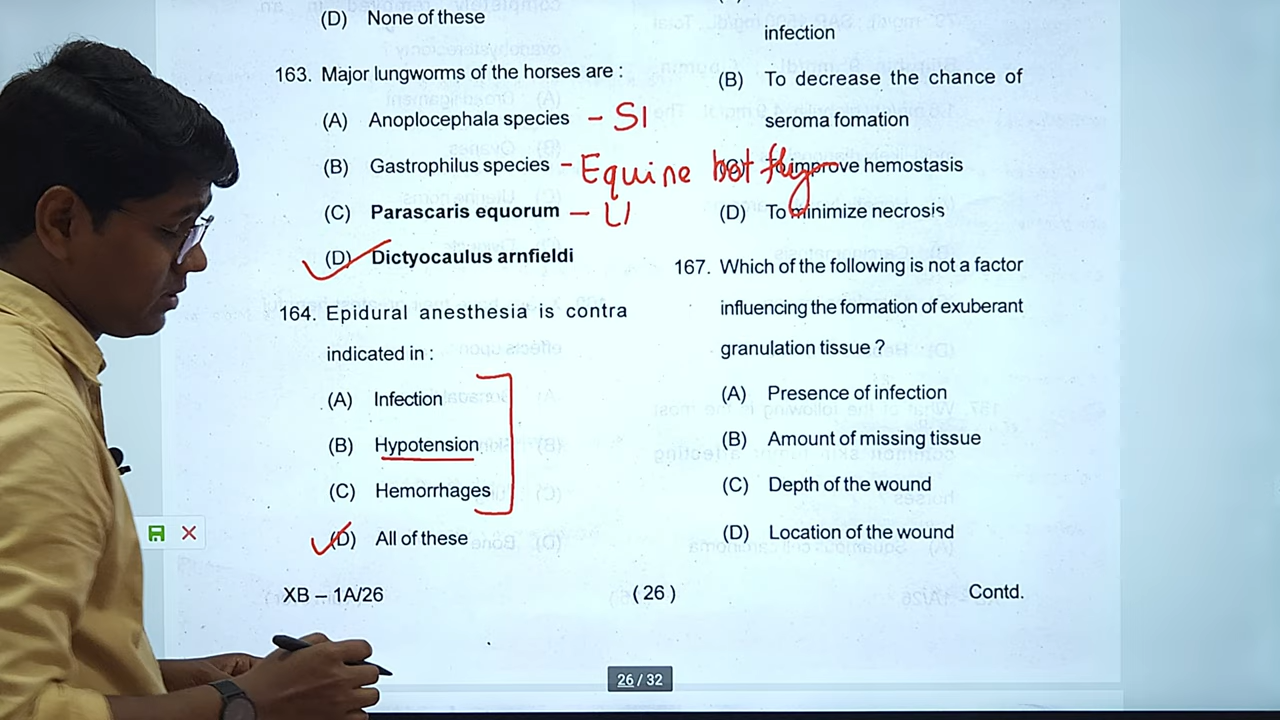 (D) None of these
163. Major lungworms of the horses are :
(A) Anoplocephala species - SI
(B) Gastrophilus species - Equine bot fly
(C) Parascaris equorum - LI
(D) Dictyocaulus arnfieldi
164. Epidural anesthesia is contra
indicated in :
(A) Infection
(B) Hypotension
(C) Hemorrhages
(D) All of these
XB – 1A/26
infection
(B) To decrease the chance of
seroma fomation
(C) To improve hemostasis
(D) To minimize necrosis
167. Which of the following is not a factor
influencing the formation of exuberant
granulation tissue ?
(A) Presence of infection
(B) Amount of missing tissue
(C) Depth of the wound
(D) Location of the wound
( 26 )
Contd.
26 / 32